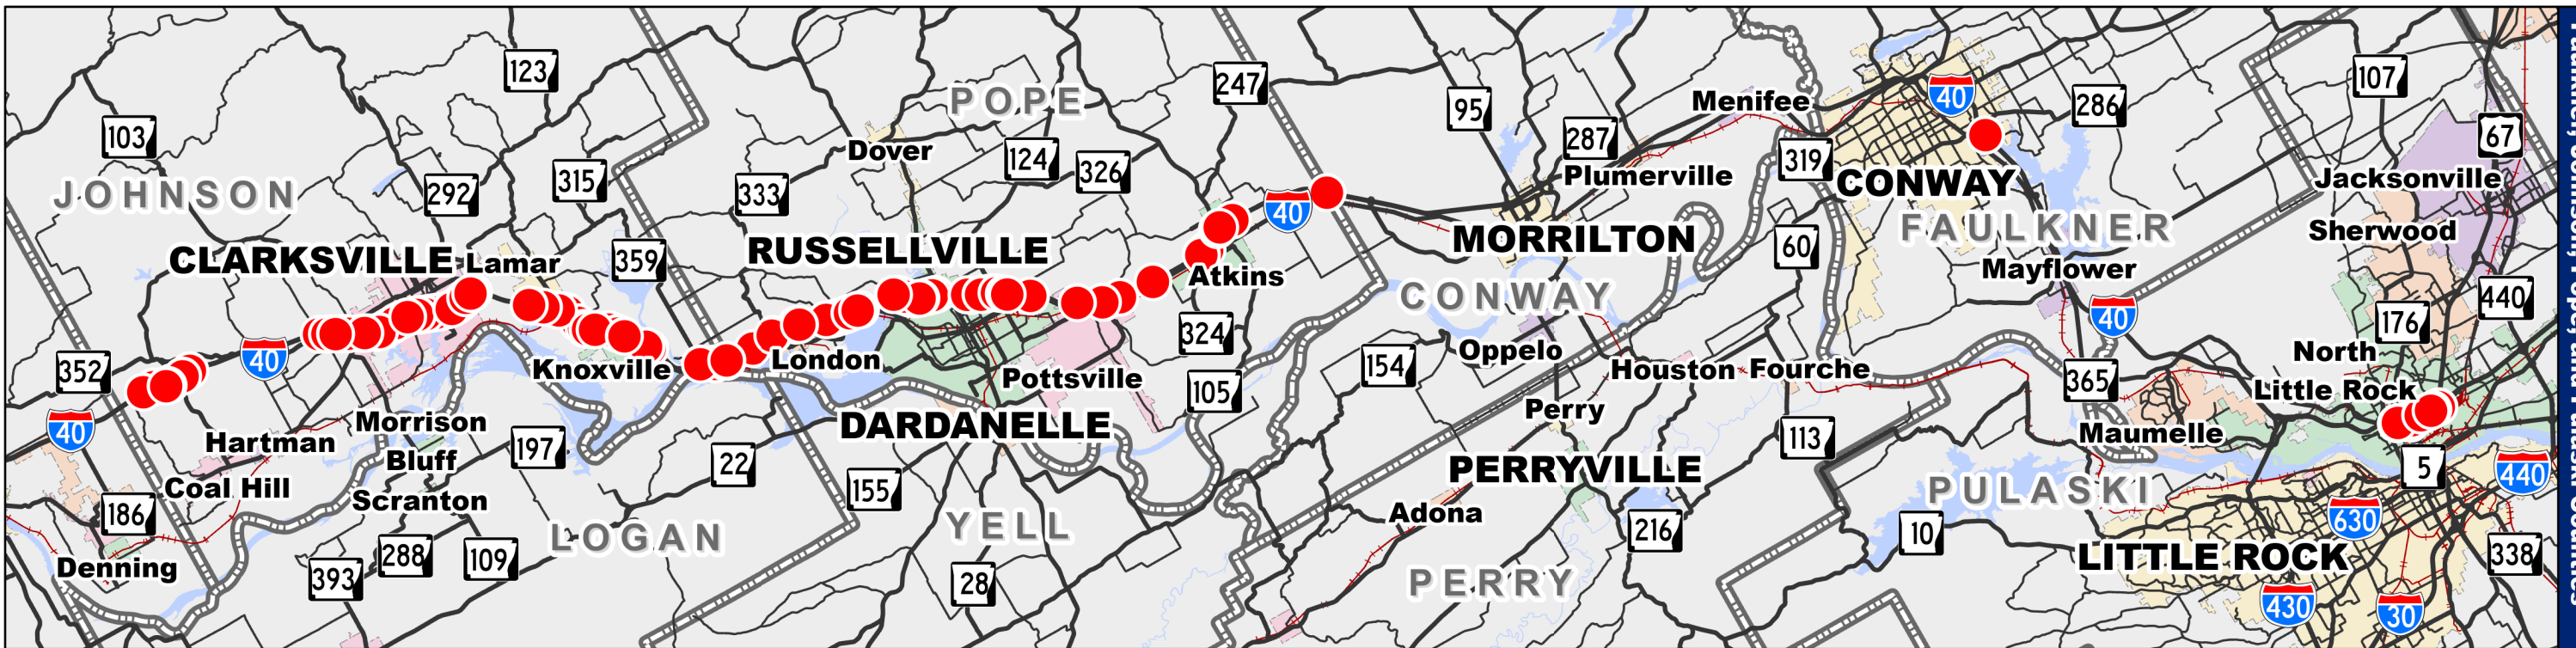 123
247
40
107
103
POPE
95
Menifee
286
67
Dover
124
326
287
319
JOHNSON
292
315
333
Plumerville
CONWAY
Jacksonville
40
FAULKNER
Sherwood
CLARKSVILLE
Lamar
359
RUSSELLVILLE
Atkins
MORRILTON
60
Mayflower
440
CONWAY
40
176
352
40
324
London
Knoxville
Pottsville
105
154
Oppelo
Houston
Fourche
365
North
Little Rock
40
Hartman
Morrison
Bluff
197
DARDANELLE
Perry
113
Maumelle
Coal Hill
Scranton
22
155
PERRYVILLE
PULASKI
5
440
186
LOGAN
YELL
Adona
216
10
630
Denning
393
288
109
28
PERRY
LITTLE ROCK
338
430
30